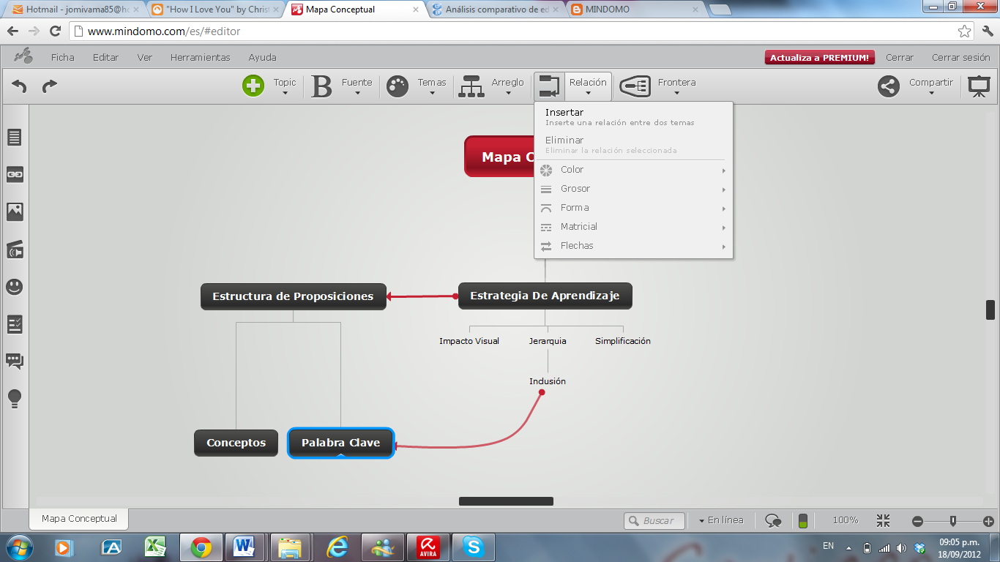 Hotmail - jomivama85@ho
"How I Love You" by Christ
Mapa Conceptual
Análisis comparativo de ed
MINDOMO
www.mindomo.com/es/#editor
Ficha
Editar
Ver
Herramientas
Ayuda
Actualiza a PREMIUM!
Cerrar
Cerrar sesión
Topic
B
Fuente
Temas
Arreglo
Relación
Frontera
Compartir
Insertar
Inserte una relación entre dos temas
Eliminar
Eliminar la relación seleccionada
Color
Grosor
Forma
Matricial
Flechas
Mapa C
Estructura de Proposiciones
Estrategia De Aprendizaje
Impacto Visual
Jerarquia
Simplificación
Indusión
Conceptos
Palabra Clave
Mapa Conceptual
Buscar
En línea
100%
AVIRA
EN
09:05 p.m.
18/09/2012